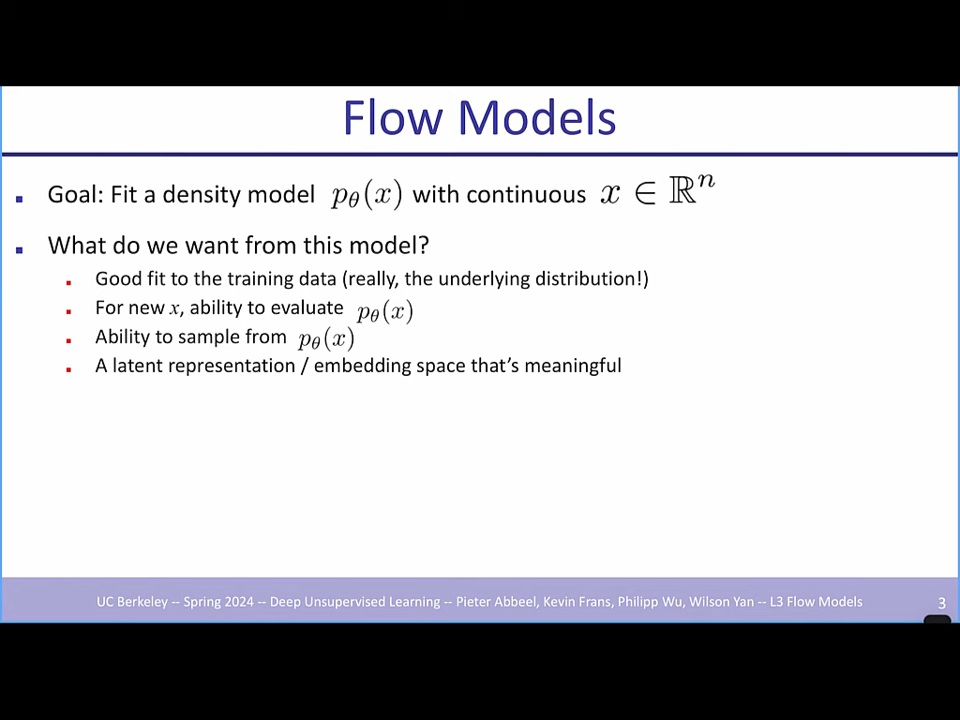 Flow Models
Goal: Fit a density model pθ(x) with continuous x ∈ ℝⁿ
What do we want from this model?
Good fit to the training data (really, the underlying distribution!)
For new x, ability to evaluate pθ(x)
Ability to sample from pθ(x)
A latent representation / embedding space that’s meaningful
UC Berkeley -- Spring 2024 -- Deep Unsupervised Learning -- Pieter Abbeel, Kevin Frans, Philipp Wu, Wilson Yan -- L3 Flow Models 3